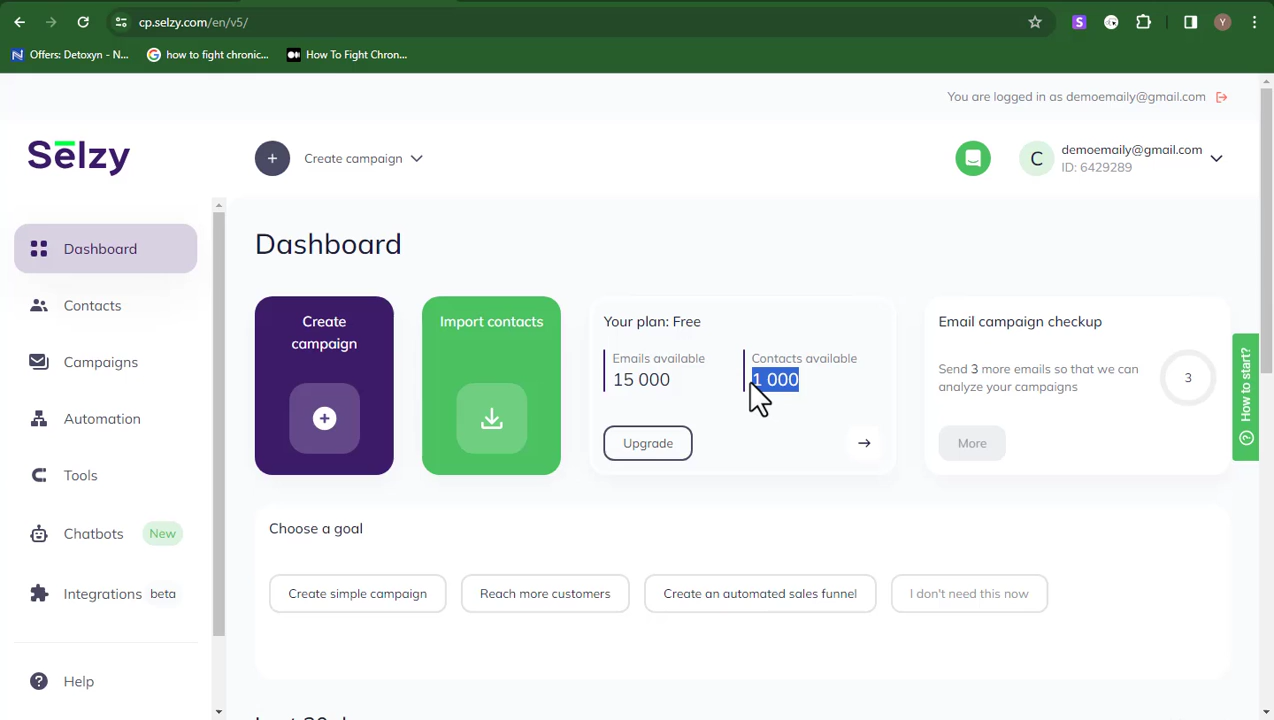 cp.selzy.com/en/v5/
S
Y
Offers: Detoxyn - N...
how to fight chronic...
How To Fight Chron...
You are logged in as demoemaily@gmail.com
Selzy
Create campaign
C
demoemaily@gmail.com
ID: 6429289
Dashboard
Contacts
Campaigns
Automation
Tools
Chatbots New
Integrations beta
Help
Dashboard
Create
campaign
Import contacts
Your plan: Free
Emails available
15 000
Contacts available
1 000
Upgrade
Email campaign checkup
Send 3 more emails so that we can
analyze your campaigns
3
More
How to start?
Choose a goal
Create simple campaign
Reach more customers
Create an automated sales funnel
I don't need this now